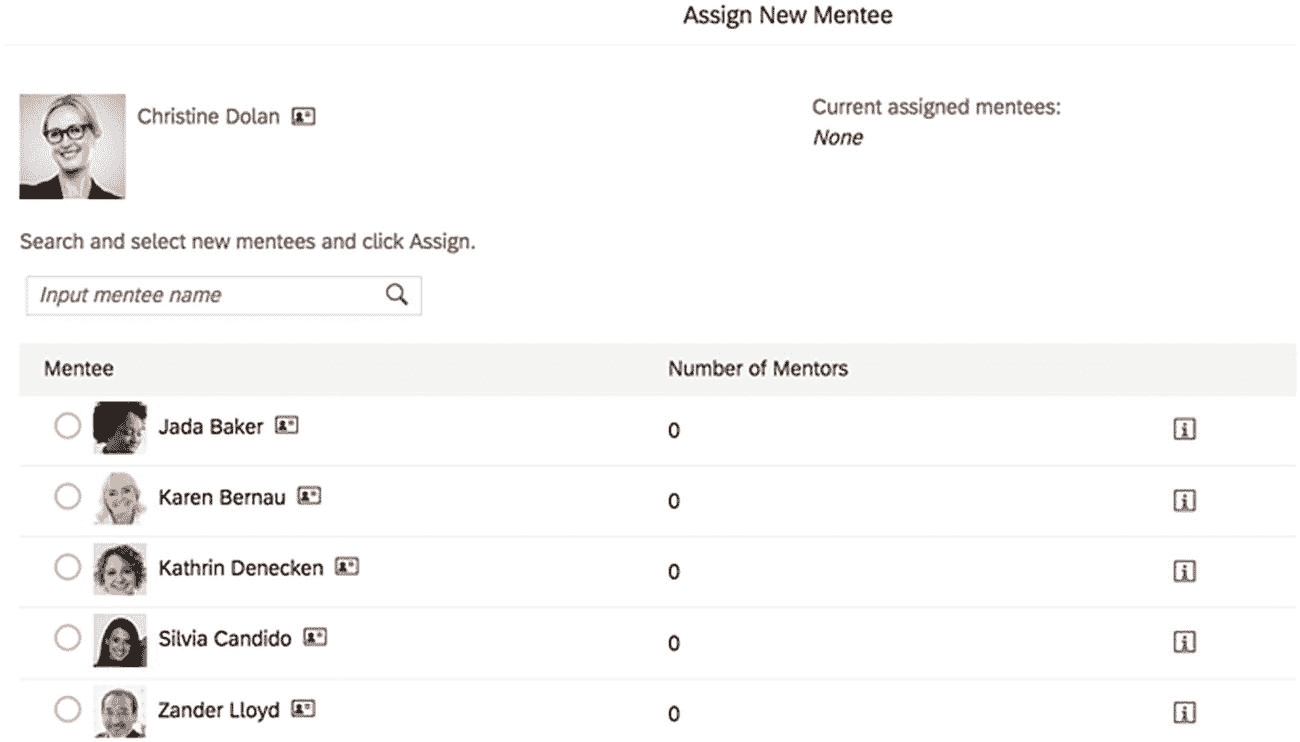 Assign New Mentee
Christine Dolan
Current assigned mentees:
None
Search and select new mentees and click Assign.
Input mentee name
Mentee Number of Mentors
Jada Baker 0
Karen Bernau 0
Kathrin Denecken 0
Silvia Candido 0
Zander Lloyd 0